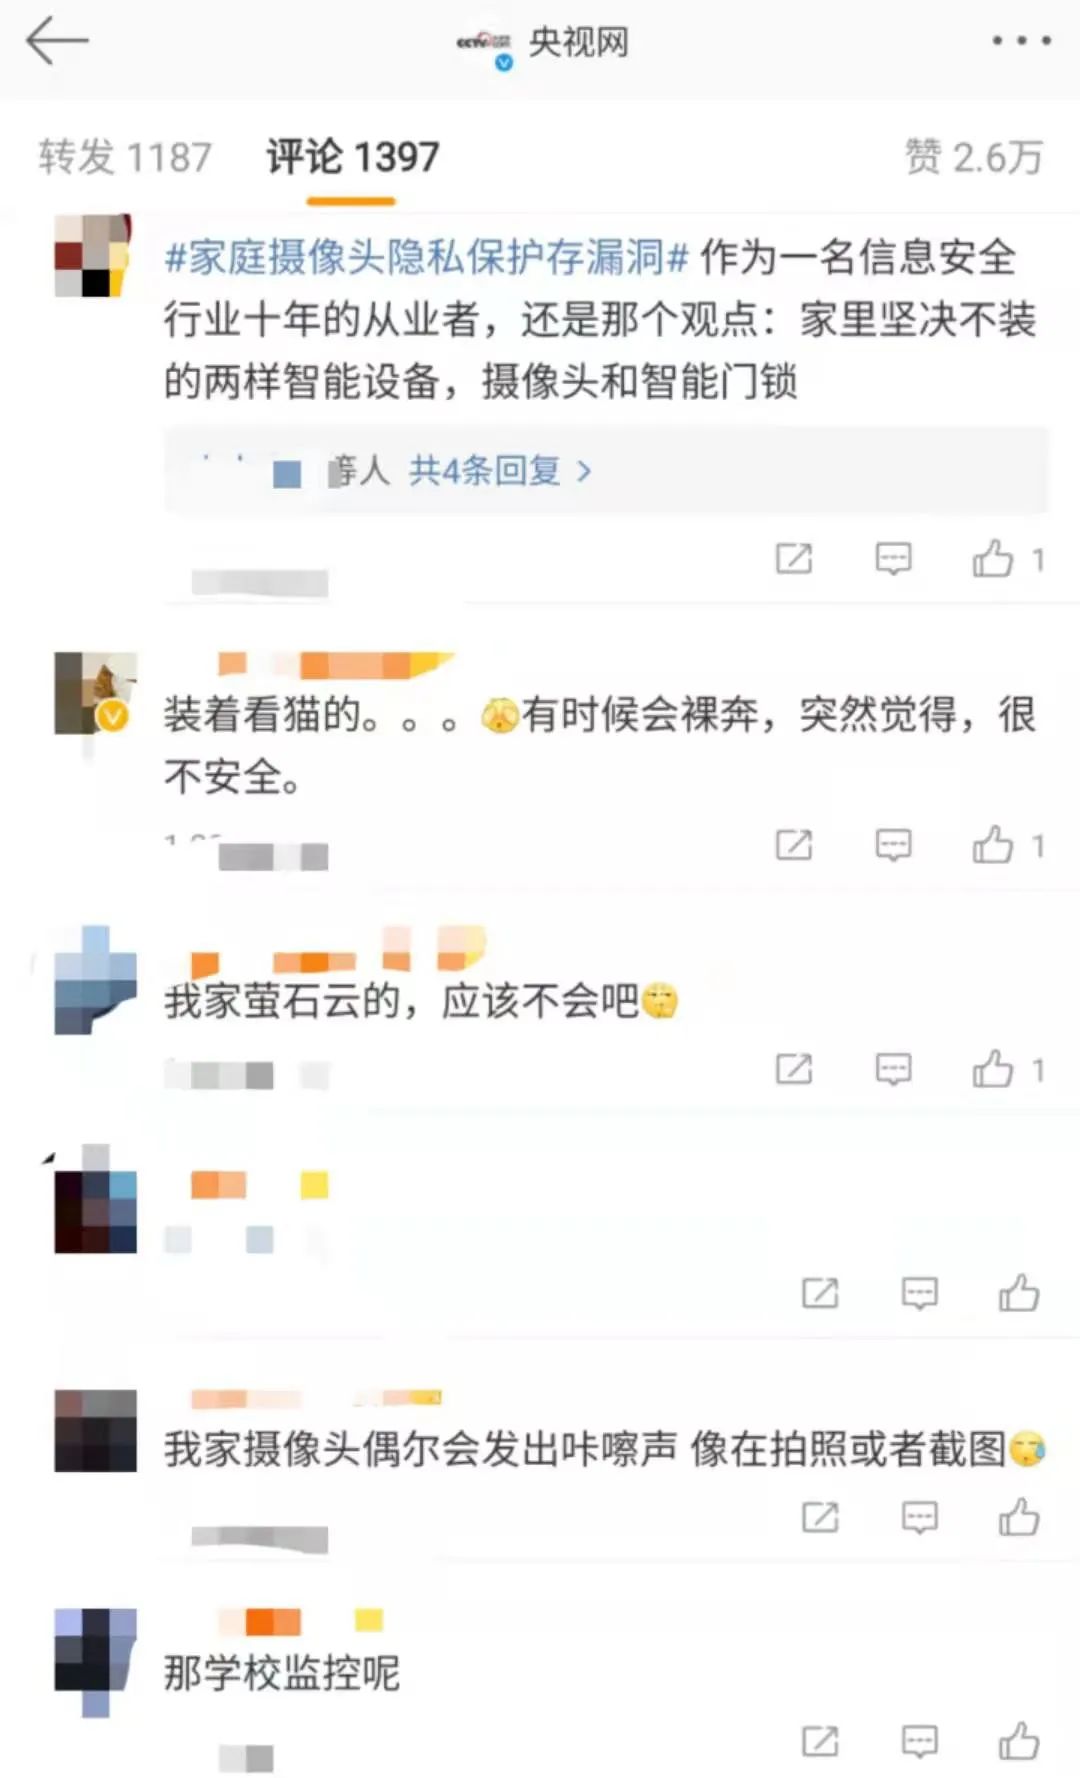 CCTV 央视网
转发 1187 评论 1397 赞 2.6万
#家庭摄像头隐私保护存漏洞# 作为一名信息安全
行业十年的从业者，还是那个观点：家里坚决不装
的两样智能设备，摄像头和智能门锁
等人 共4条回复
1
装着看猫的。。。有时候会裸奔，突然觉得，很
不安全。
1
我家萤石云的，应该不会吧
1
我家摄像头偶尔会发出咔嚓声 像在拍照或者截图
那学校监控呢